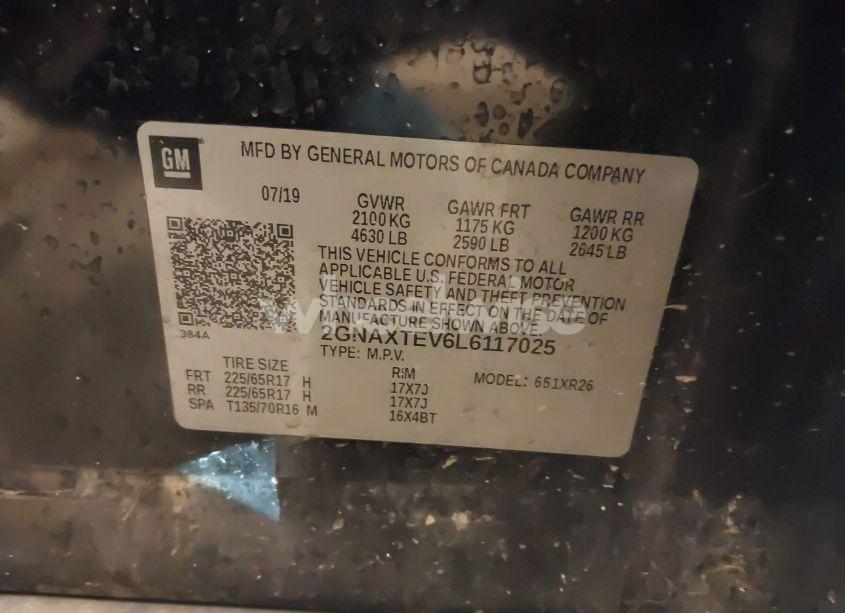 GM
MFD BY GENERAL MOTORS OF CANADA COMPANY
07/19
GVWR GAWR FRT GAWR RR
2100 KG 1175 KG 1200 KG
4630 LB 2590 LB 2645 LB
THIS VEHICLE CONFORMS TO ALL
APPLICABLE U.S. FEDERAL MOTOR
VEHICLE SAFETY AND THEFT PREVENTION
STANDARDS IN EFFECT ON THE DATE OF
MANUFACTURE SHOWN ABOVE.
384A
2GNAXTEV6L6117025
TYPE: M.P.V. MODEL: 651XR26
TIRE SIZE RIM
FRT 225/65R17 H 17X7J
RR 225/65R17 H 17X7J
SPA T135/70R16 M 16X4BT